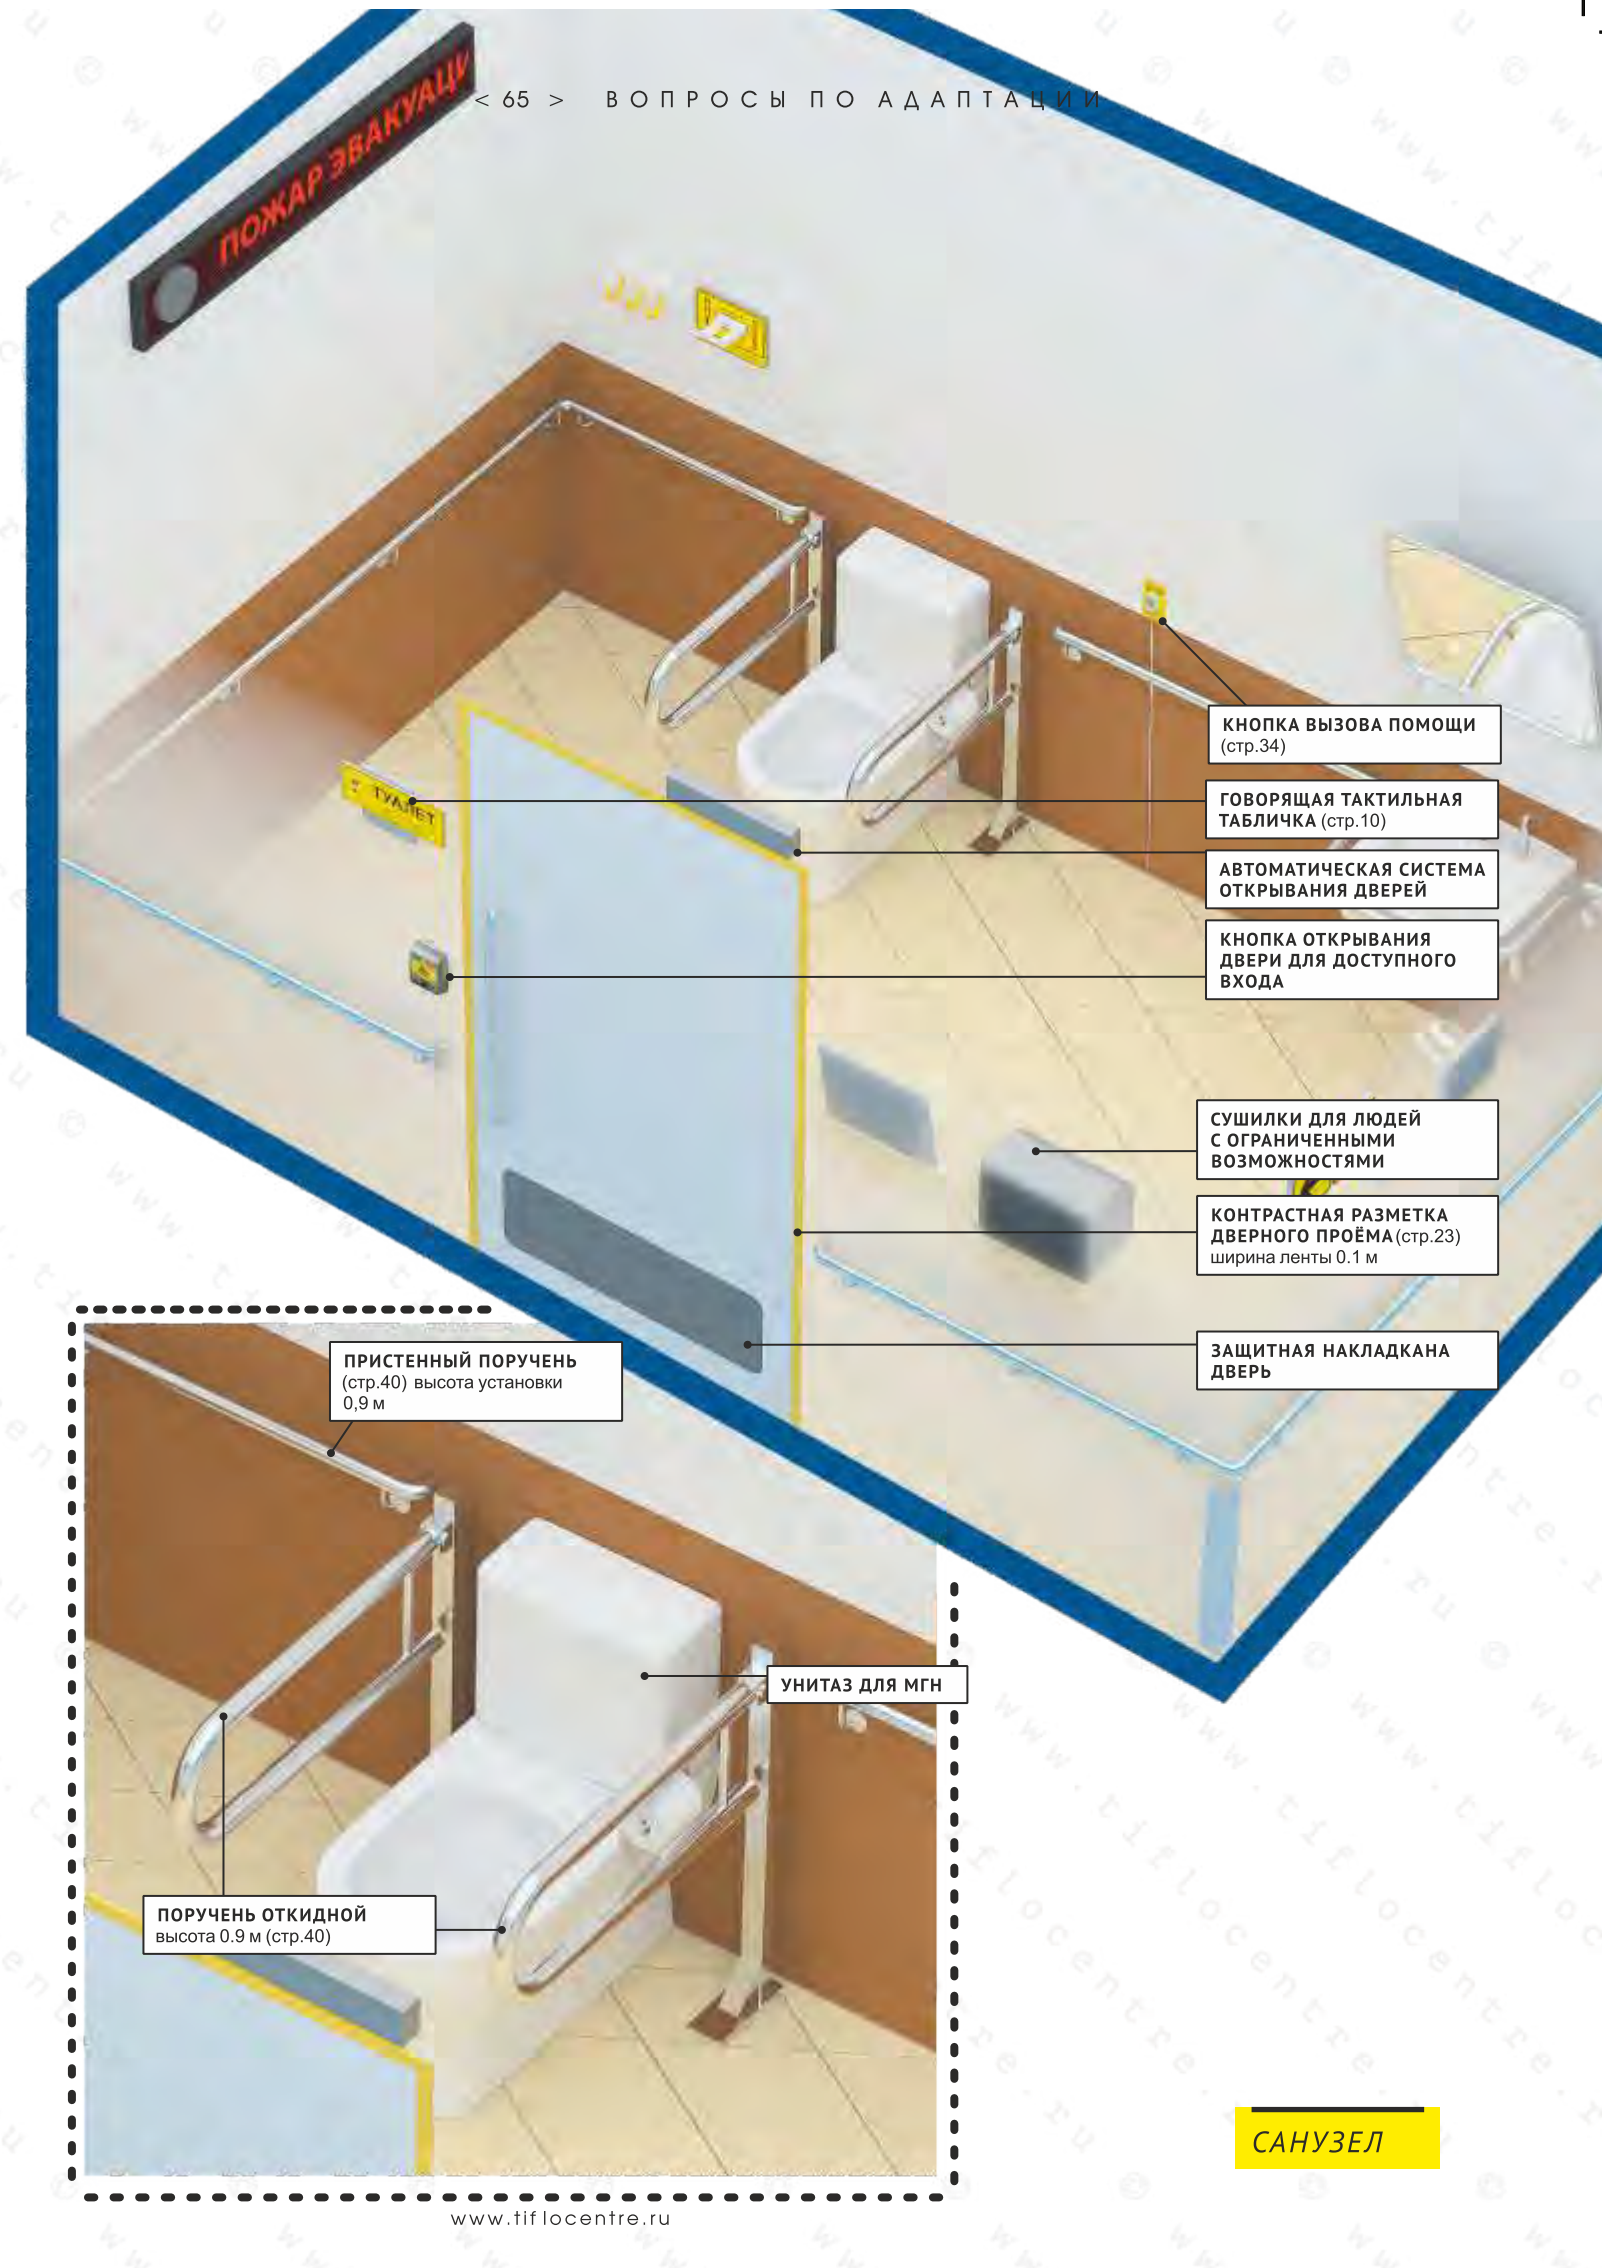 < 65 > ВОПРОСЫ ПО АДАПТАЦИИ
ПОЖАР ЭВАКУАЦИ
КНОПКА ВЫЗОВА ПОМОЩИ
(стр.34)
ТУАЛЕТ
ГОВОРЯЩАЯ ТАКТИЛЬНАЯ
ТАБЛИЧКА (стр.10)
АВТОМАТИЧЕСКАЯ СИСТЕМА
ОТКРЫВАНИЯ ДВЕРЕЙ
КНОПКА ОТКРЫВАНИЯ
ДВЕРИ ДЛЯ ДОСТУПНОГО
ВХОДА
СУШИЛКИ ДЛЯ ЛЮДЕЙ
С ОГРАНИЧЕННЫМИ
ВОЗМОЖНОСТЯМИ
КОНТРАСТНАЯ РАЗМЕТКА
ДВЕРНОГО ПРОЁМА (стр.23)
ширина ленты 0.1 м
ЗАЩИТНАЯ НАКЛАДКАНА
ДВЕРЬ
ПРИСТЕННЫЙ ПОРУЧЕНЬ
(стр.40) высота установки
0,9 м
УНИТАЗ ДЛЯ МГН
ПОРУЧЕНЬ ОТКИДНОЙ
высота 0.9 м (стр.40)
САНУЗЕЛ
www.tiflocentre.ru